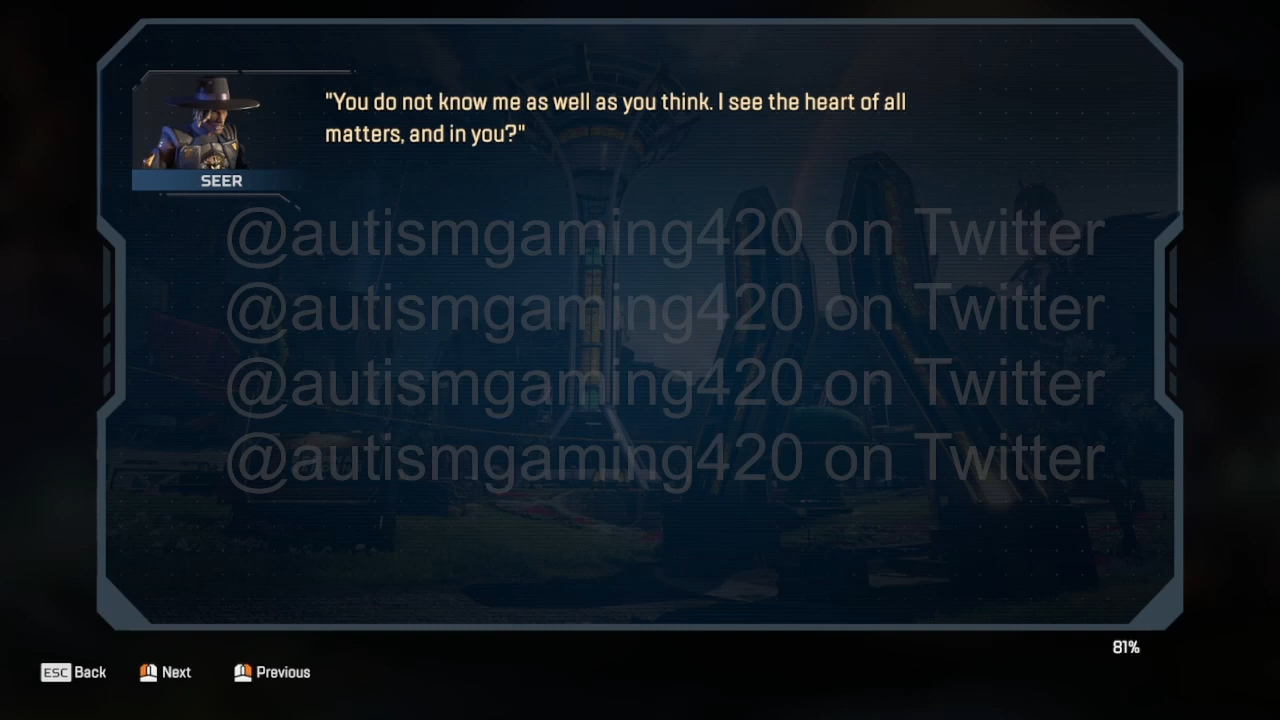 "You do not know me as well as you think. I see the heart of all
matters, and in you?"
SEER
@autismgaming420 on Twitter
@autismgaming420 on Twitter
@autismgaming420 on Twitter
@autismgaming420 on Twitter
81%
ESC Back Next Previous